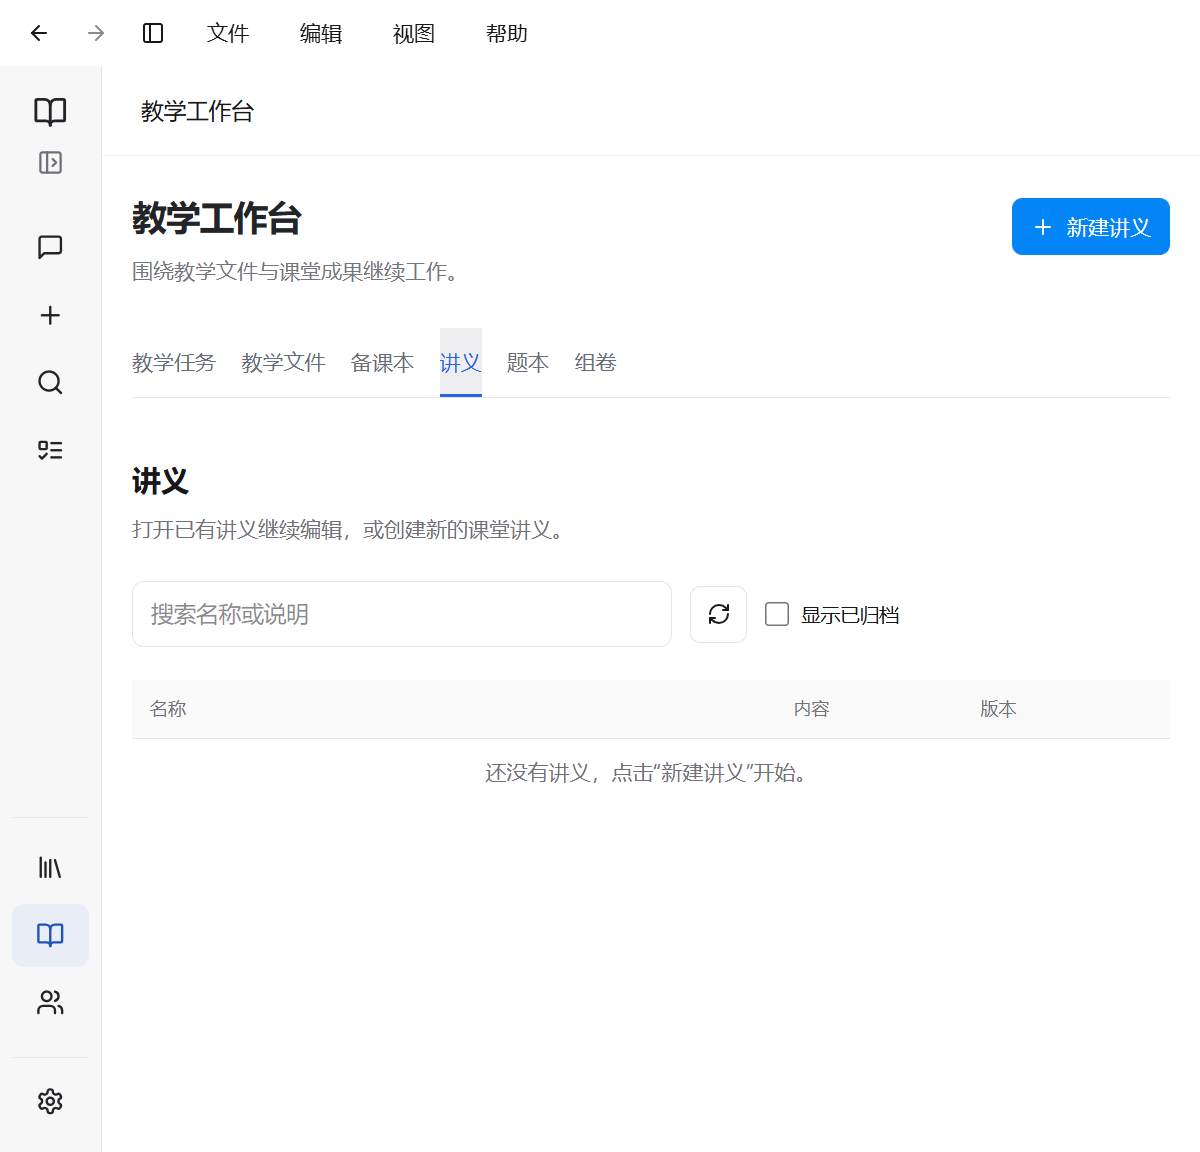 文件 编辑 视图 帮助
教学工作台
教学工作台
新建讲义
围绕教学文件与课堂成果继续工作。
教学任务 教学文件 备课本 讲义 题本 组卷
讲义
打开已有讲义继续编辑，或创建新的课堂讲义。
搜索名称或说明
显示已归档
名称 内容 版本
还没有讲义，点击“新建讲义”开始。